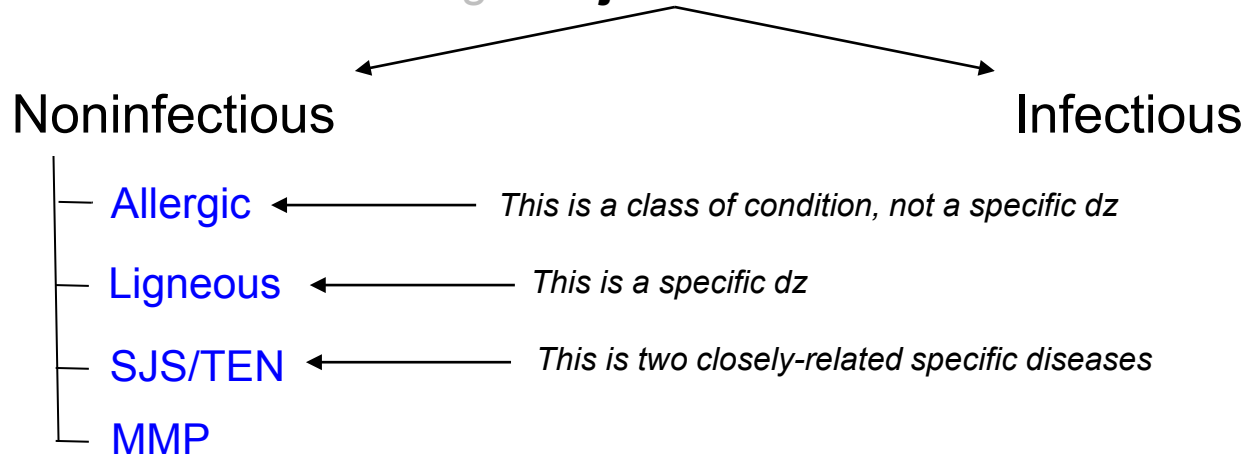 Noninfectious Infectious
Allergic This is a class of condition, not a specific dz
Ligneous This is a specific dz
SJS/TEN This is two closely-related specific diseases
MMP